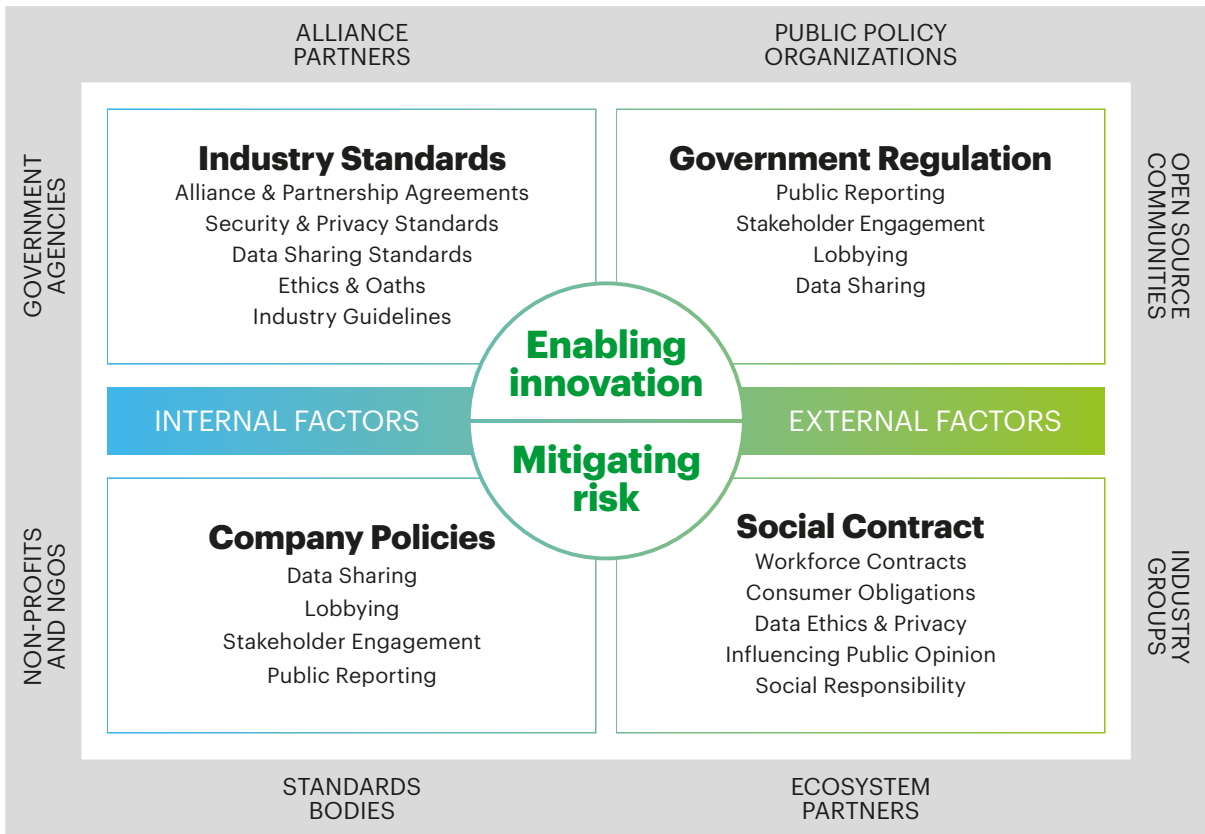 ALLIANCE
PARTNERS
PUBLIC POLICY
ORGANIZATIONS
GOVERNMENT
AGENCIES
Industry Standards
Alliance & Partnership Agreements
Security & Privacy Standards
Data Sharing Standards
Ethics & Oaths
Industry Guidelines
Government Regulation
Public Reporting
Stakeholder Engagement
Lobbying
Data Sharing
OPEN SOURCE
COMMUNITIES
INTERNAL FACTORS
Enabling
innovation
Mitigating
risk
EXTERNAL FACTORS
NON-PROFITS
AND NGOS
Company Policies
Data Sharing
Lobbying
Stakeholder Engagement
Public Reporting
Social Contract
Workforce Contracts
Consumer Obligations
Data Ethics & Privacy
Influencing Public Opinion
Social Responsibility
INDUSTRY
GROUPS
STANDARDS
BODIES
ECOSYSTEM
PARTNERS